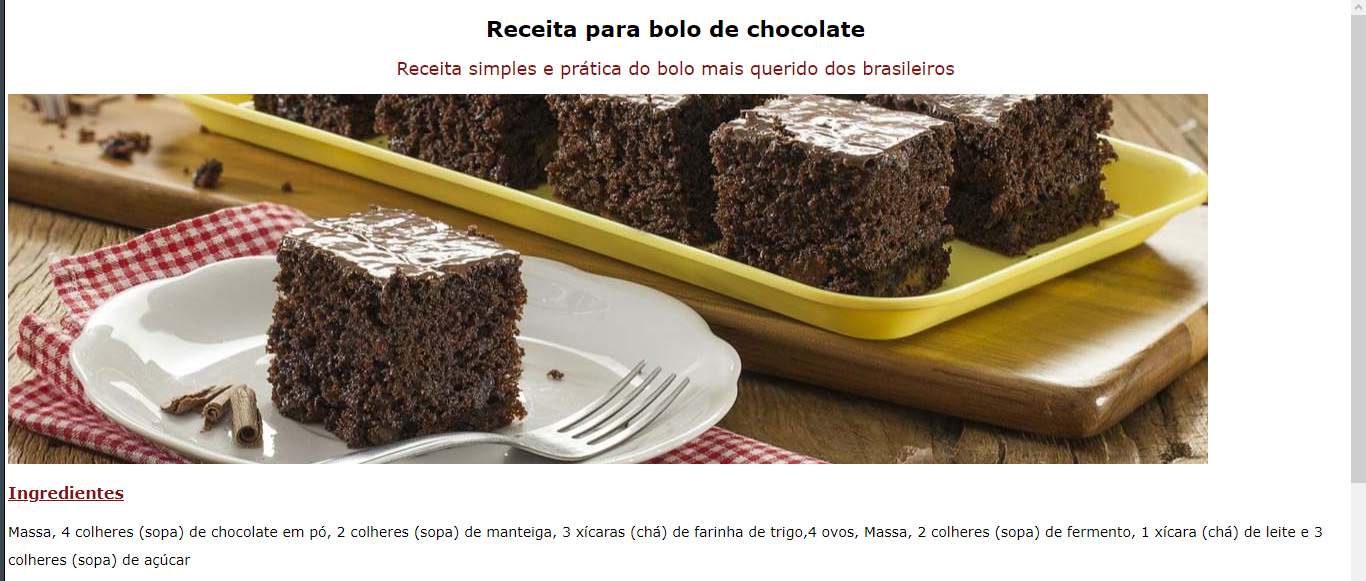 Receita para bolo de chocolate
Receita simples e prática do bolo mais querido dos brasileiros
Ingredientes
Massa, 4 colheres (sopa) de chocolate em pó, 2 colheres (sopa) de manteiga, 3 xícaras (chá) de farinha de trigo,4 ovos, Massa, 2 colheres (sopa) de fermento, 1 xícara (chá) de leite e 3
colheres (sopa) de açúcar